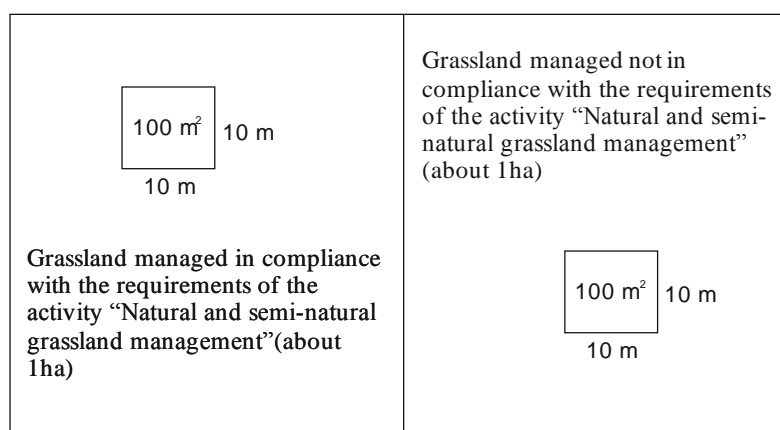 100 m²
10 m
10 m
Grassland managed in compliance
with the requirements of the
activity “Natural and semi-natural
grassland management”(about
1ha)
Grassland managed not in
compliance with the requirements
of the activity “Natural and semi-
natural grassland management”
(about 1ha)
100 m²
10 m
10 m